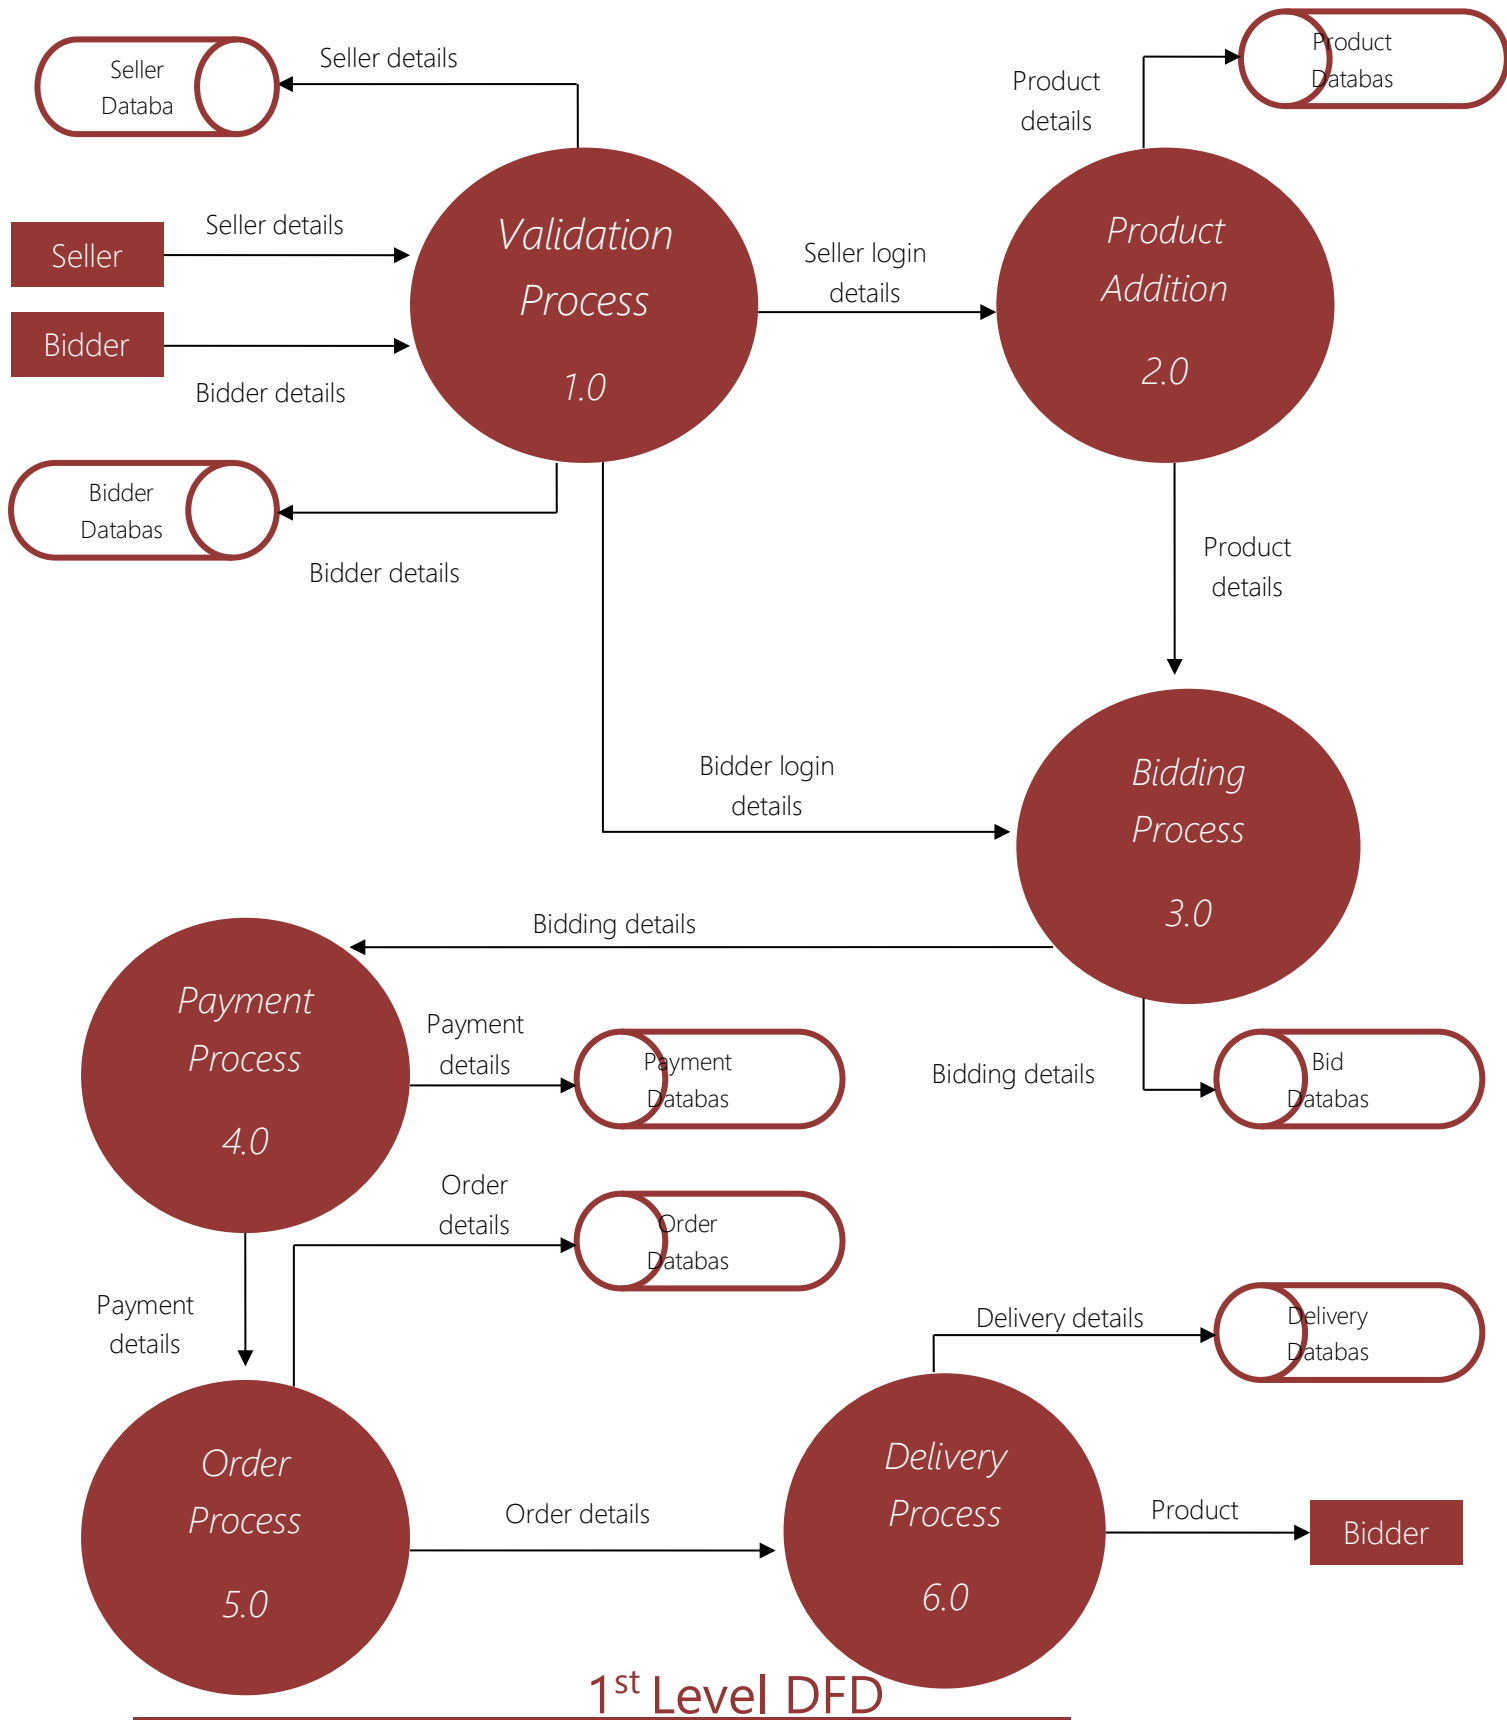 Seller details
Seller
Databa
Product
Databas
Product
details
Seller details
Seller
Validation
Process
1.0
Seller login
details
Product
Addition
2.0
Bidder
Bidder details
Bidder
Databas
Bidder details
Product
details
Bidder login
details
Bidding
Process
3.0
Bidding details
Payment
Process
4.0
Payment
details
Payment
Databas
Bidding details
Bid
Databas
Order
details
Order
Databas
Payment
details
Delivery details
Delivery
Databas
Order
Process
5.0
Order details
Delivery
Process
6.0
Product
Bidder
1st Level DFD